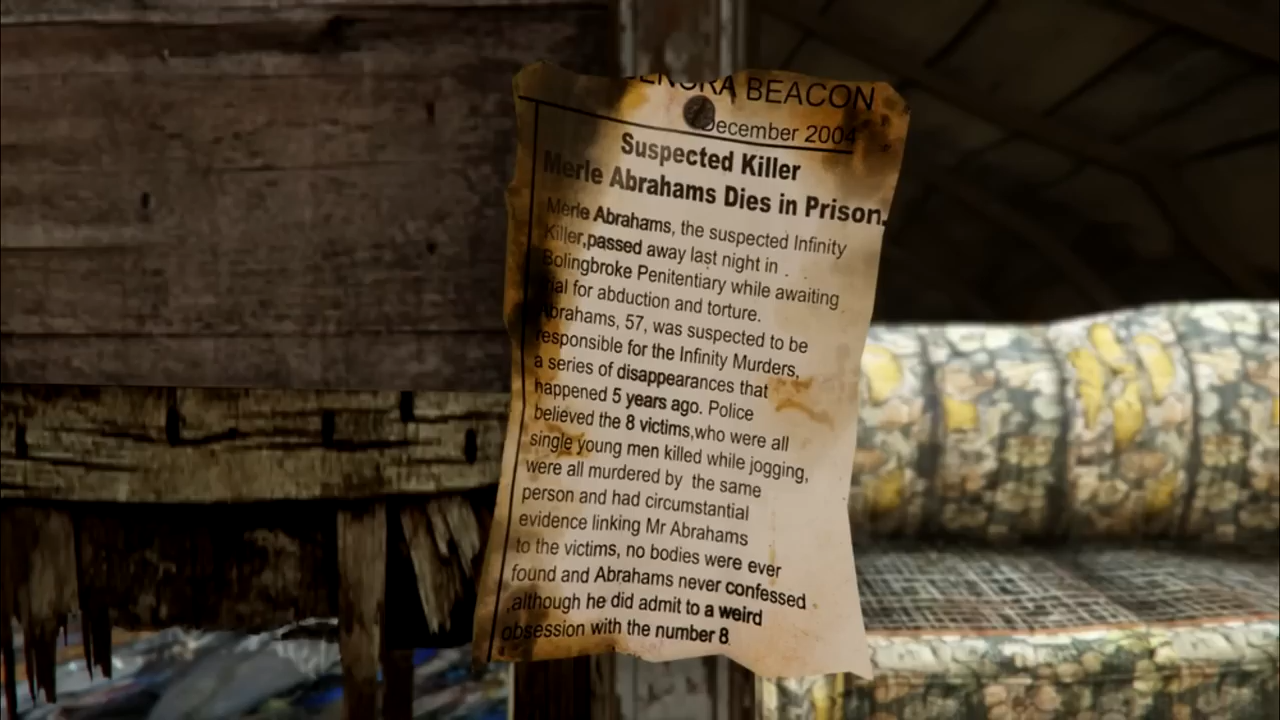 BEACON
December 2004
Suspected Killer
Merle Abrahams Dies in Prison.
Merle Abrahams, the suspected Infinity
Killer,passed away last night in .
Bolingbroke Penitentiary while awaiting
for abduction and torture.
Abrahams, 57, was suspected to be
responsible for the Infinity Murders,
a series of disappearances that
happened 5 years ago. Police
believed the 8 victims,who were all
single young men killed while jogging,
were all murdered by the same
person and had circumstantial
evidence linking Mr Abrahams
to the victims, no bodies were ever
found and Abrahams never confessed
,although he did admit to a weird
obsession with the number 8.